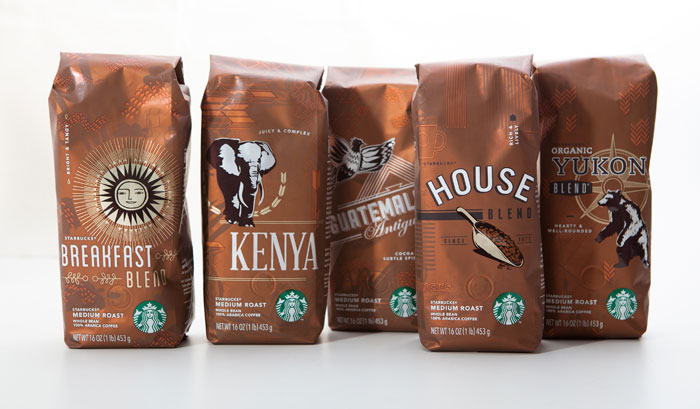 BRIGHT & TANGY
STARBUCKS®
BREAKFAST
BLEND
STARBUCKS®
MEDIUM ROAST
WHOLE BEAN
100% ARABICA COFFEE
NET WT 16 OZ (1 lb) 453 g
JUICY & COMPLEX
KENYA
STARBUCKS®
MEDIUM ROAST
WHOLE BEAN
100% ARABICA COFFEE
NET WT 16 OZ (1 lb) 453 g
GUATEMAL
Antigu
COCOA
SUBTLE SPIC
STARBUCKS®
MEDIUM ROAST
WHOLE BEAN
100% ARABICA COFFEE
NET WT 16 OZ (1 lb) 453 g
RICH & LIVELY
STARBUCKS®
HOUSE
BLEND
SINCE 1971
STARBUCKS®
MEDIUM ROAST
WHOLE BEAN
100% ARABICA COFFEE
NET WT 16 OZ (1 lb) 453 g
ORGANIC
YUKON
BLEND®
HEARTY &
WELL-ROUNDED
STARBUCKS®
MEDIUM ROAST
WHOLE BEAN
100% ARABICA COFFEE
NET WT 16 OZ (1 lb) 453 g